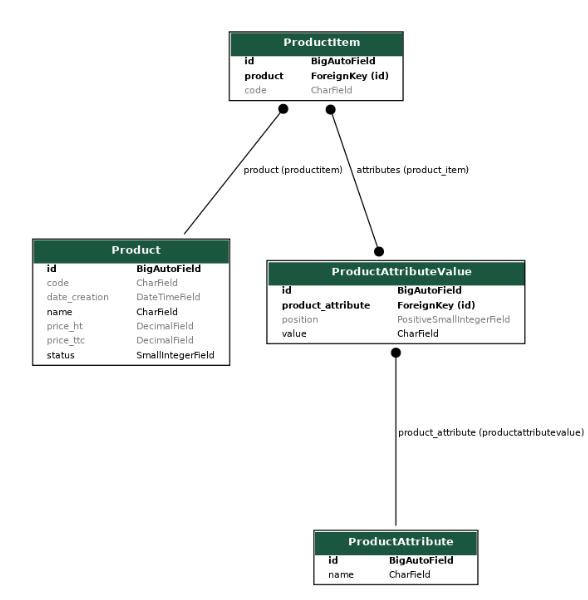 ProductItem
id BigAutoField
product ForeignKey (id)
code CharField
product (productitem)
attributes (product_item)
Product
id BigAutoField
code CharField
date_creation DateTimeField
name CharField
price_ht DecimalField
price_ttc DecimalField
status SmallIntegerField
ProductAttributeValue
id BigAutoField
product_attribute ForeignKey (id)
position PositiveSmallIntegerField
value CharField
product_attribute (productattributevalue)
ProductAttribute
id BigAutoField
name CharField